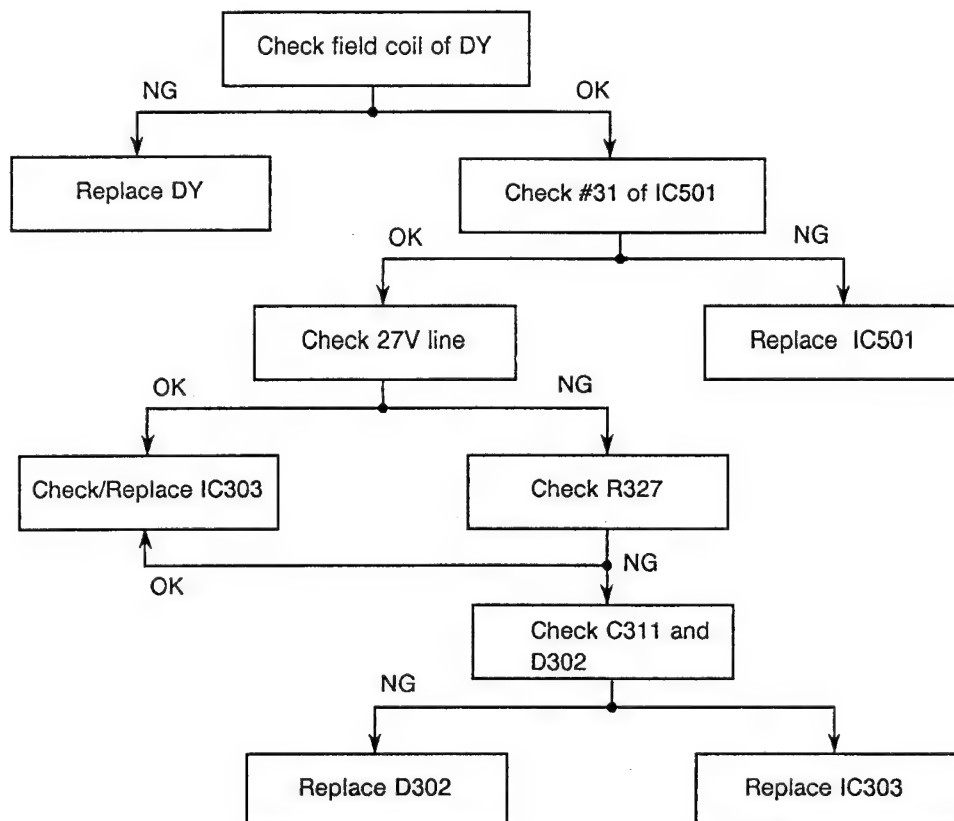 Check field coil of DY
NG
OK
Replace DY
Check #31 of IC501
OK
NG
Check 27V line
Replace IC501
OK
NG
Check/Replace IC303
Check R327
OK
NG
Check C311 and
D302
NG
Replace D302
Replace IC303